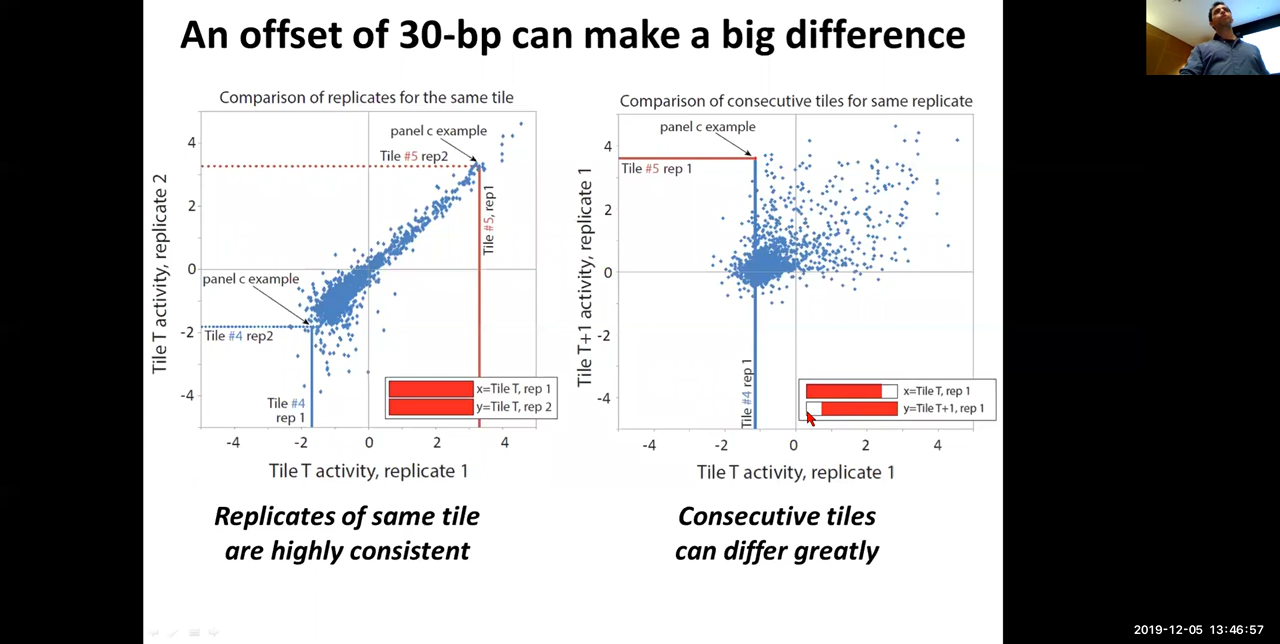 An offset of 30-bp can make a big difference
Comparison of replicates for the same tile
panel c example
Tile #5 rep2
Tile #5, rep1
panel c example
Tile #4 rep2
Tile #4
rep 1
x=Tile T, rep 1
y=Tile T, rep 2
4
2
0
-2
-4
-4
-2
0
2
4
Tile T activity, replicate 2
Tile T activity, replicate 1
Replicates of same tile
are highly consistent
Comparison of consecutive tiles for same replicate
panel c example
Tile #5 rep 1
Tile #4 rep 1
x=Tile T, rep 1
y=Tile T+1, rep 1
4
2
0
-2
-4
-4
-2
0
2
4
Tile T+1 activity, replicate 1
Tile T activity, replicate 1
Consecutive tiles
can differ greatly
2019-12-05 13:46:57